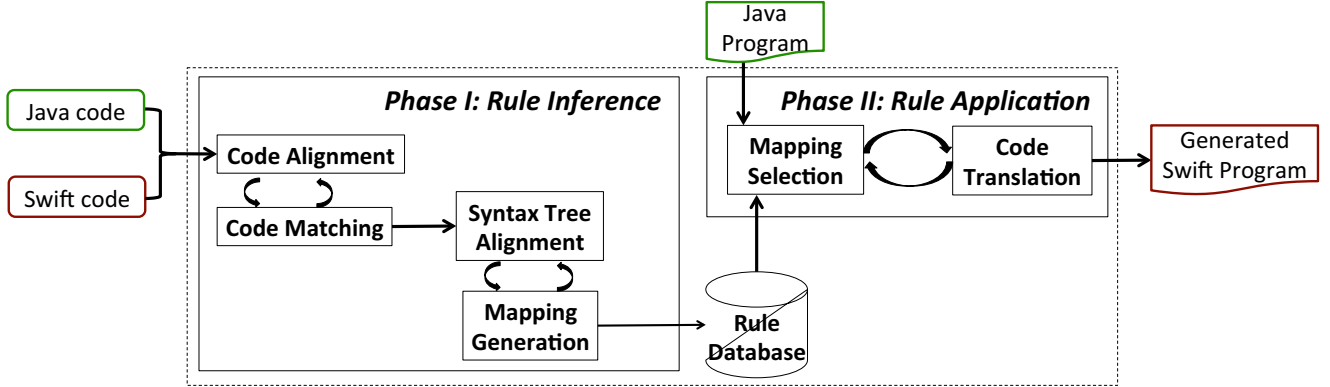 Java
Program
Phase I: Rule Inference
Phase II: Rule Application
Java code
Swift code
Code Alignment
Code Matching
Syntax Tree
Alignment
Mapping
Generation
Mapping
Selection
Code
Translation
Generated
Swift Program
Rule
Database